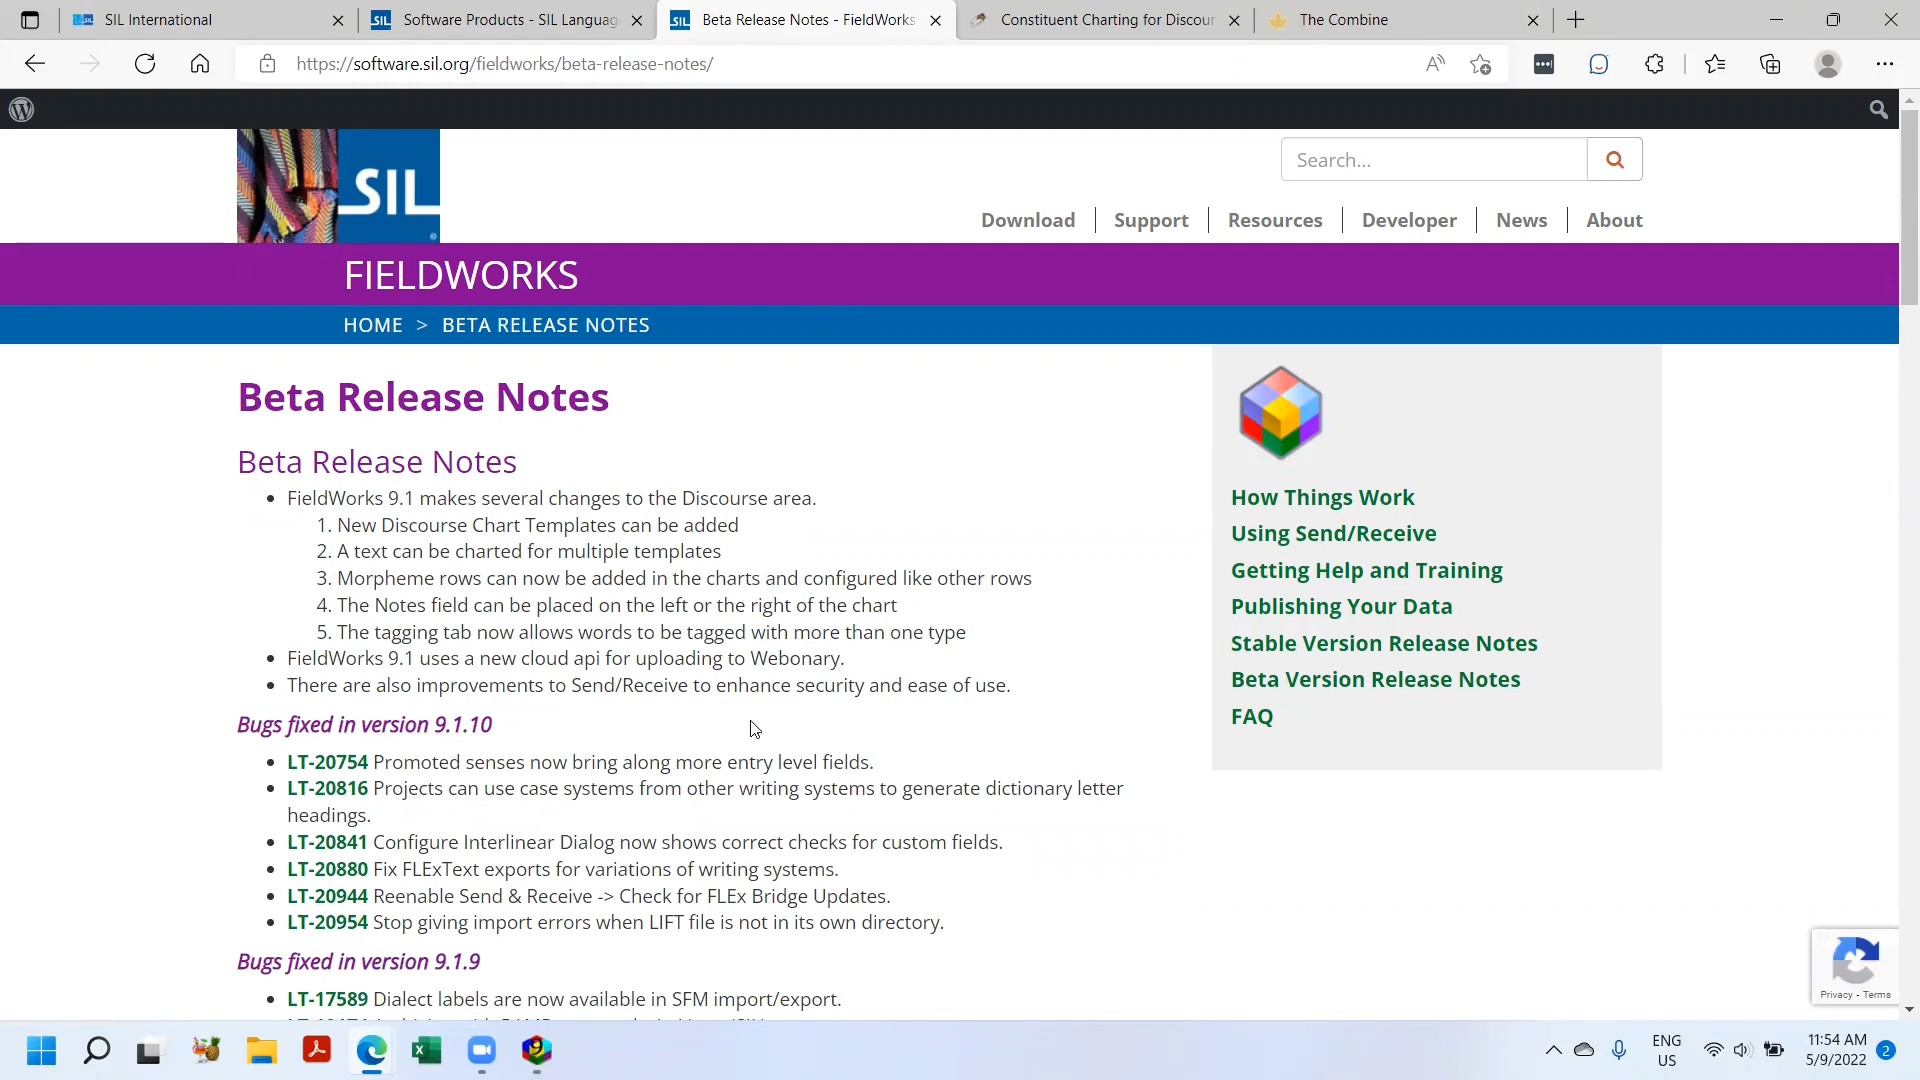 SIL International
Software Products - SIL Languag
Beta Release Notes - FieldWorks
Constituent Charting for Discour
The Combine
https://software.sil.org/fieldworks/beta-release-notes/
SIL
Search...
Download
Support
Resources
Developer
News
About
FIELDWORKS
HOME > BETA RELEASE NOTES
Beta Release Notes
Beta Release Notes
• FieldWorks 9.1 makes several changes to the Discourse area.
1. New Discourse Chart Templates can be added
2. A text can be charted for multiple templates
3. Morpheme rows can now be added in the charts and configured like other rows
4. The Notes field can be placed on the left or the right of the chart
5. The tagging tab now allows words to be tagged with more than one type
• FieldWorks 9.1 uses a new cloud api for uploading to Webonary.
• There are also improvements to Send/Receive to enhance security and ease of use.
Bugs fixed in version 9.1.10
• LT-20754 Promoted senses now bring along more entry level fields.
• LT-20816 Projects can use case systems from other writing systems to generate dictionary letter
headings.
• LT-20841 Configure Interlinear Dialog now shows correct checks for custom fields.
• LT-20880 Fix FLExText exports for variations of writing systems.
• LT-20944 Reenable Send & Receive -> Check for FLEx Bridge Updates.
• LT-20954 Stop giving import errors when LIFT file is not in its own directory.
Bugs fixed in version 9.1.9
• LT-17589 Dialect labels are now available in SFM import/export.
How Things Work
Using Send/Receive
Getting Help and Training
Publishing Your Data
Stable Version Release Notes
Beta Version Release Notes
FAQ
Privacy - Terms
ENG
US
11:54 AM
5/9/2022
2